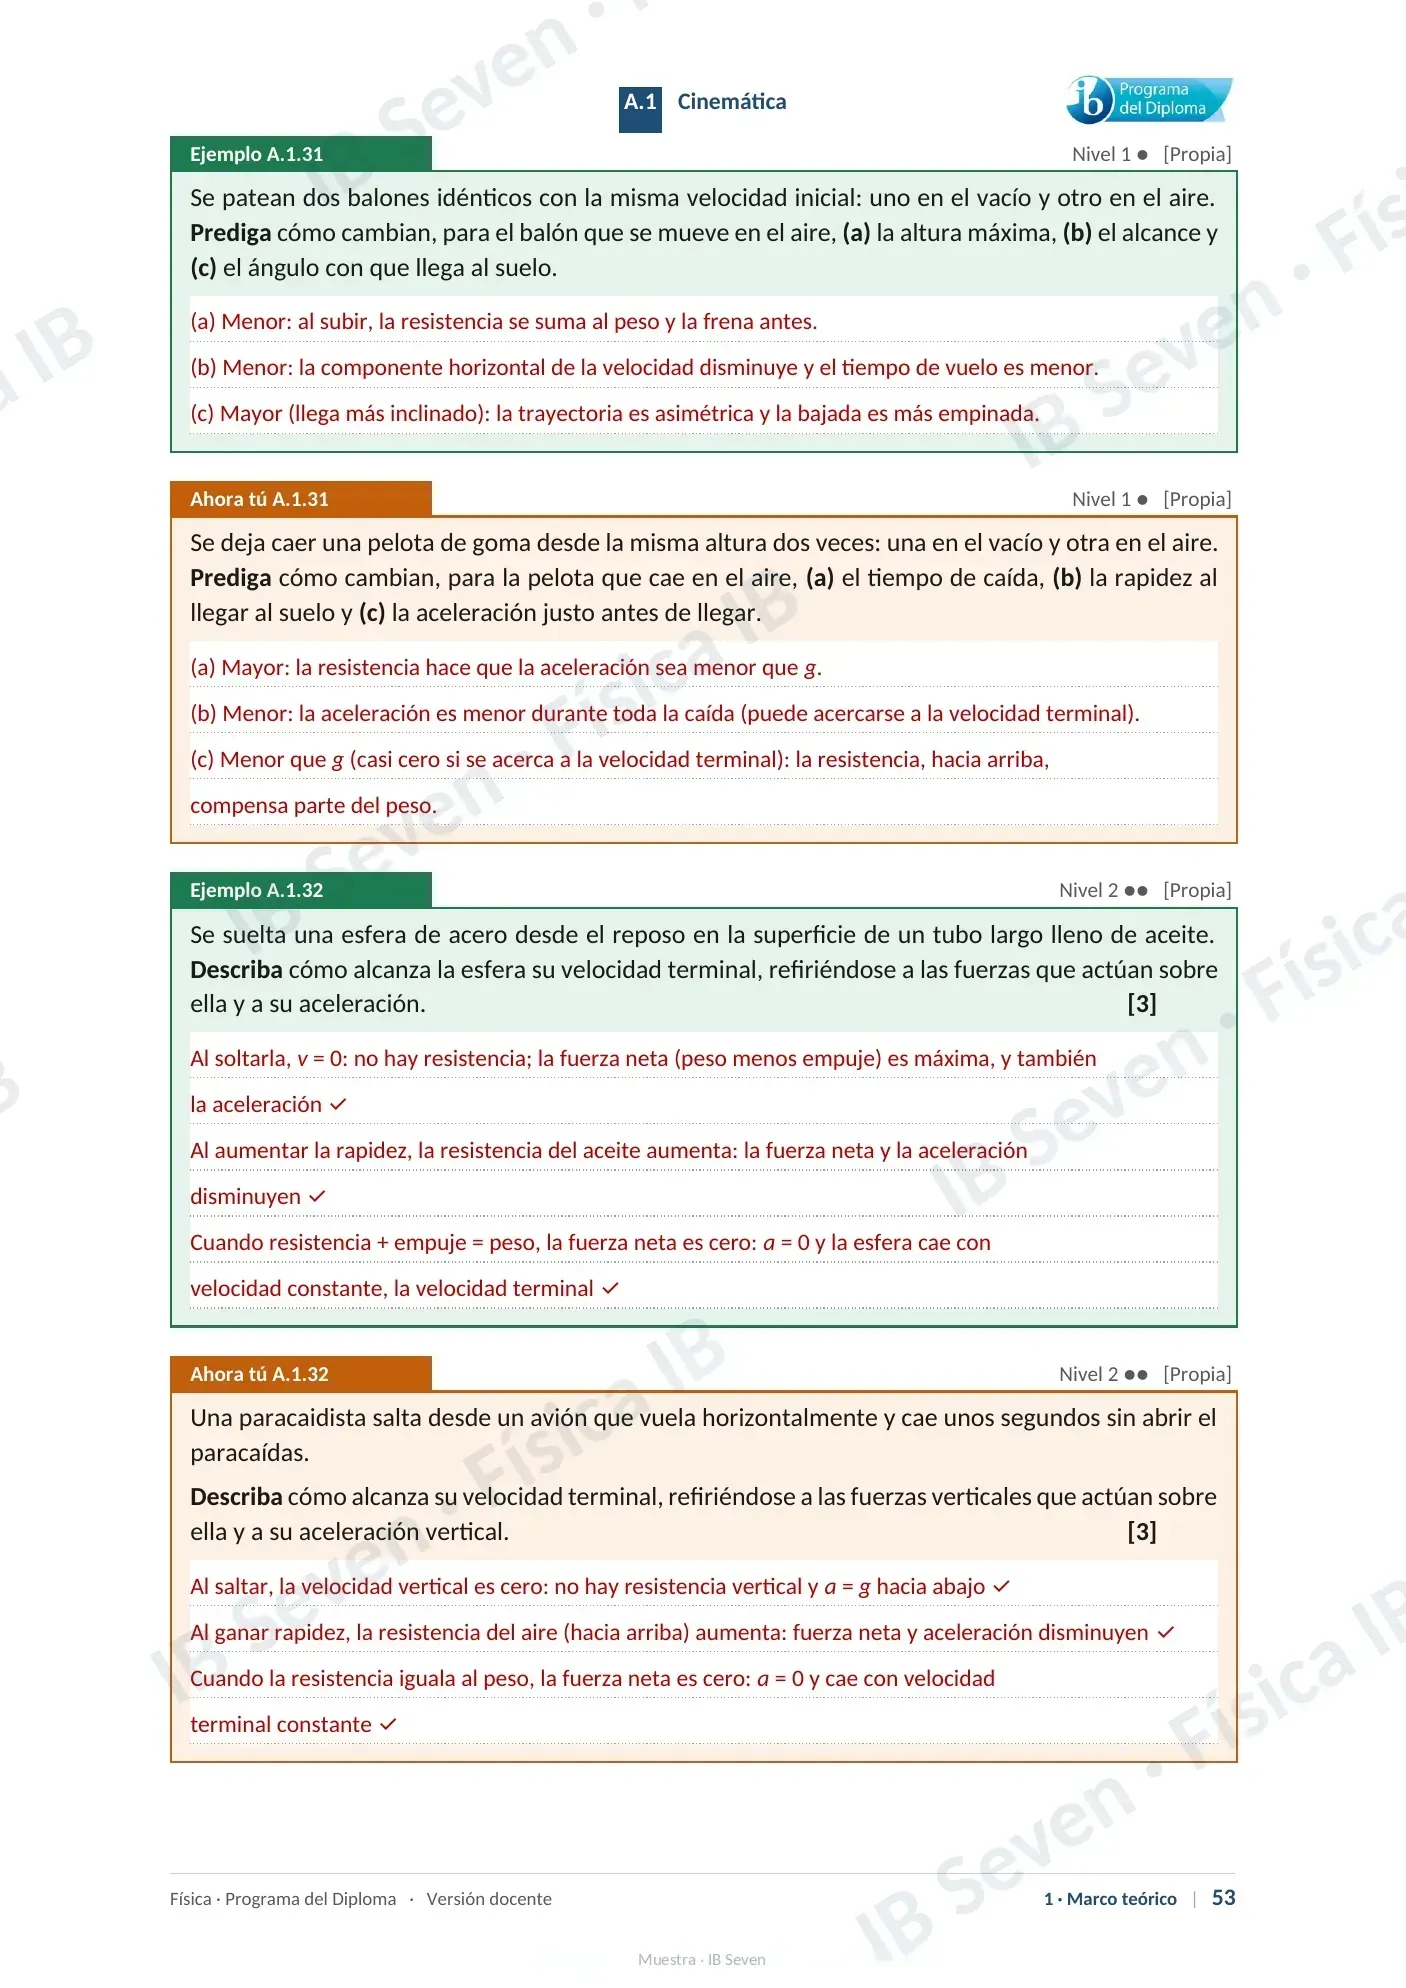 A.1 Cinemática
Programa
del Diploma
Ejemplo A.1.31 Nivel 1 ● [Propia]
Se patean dos balones idénticos con la misma velocidad inicial: uno en el vacío y otro en el aire.
Prediga cómo cambian, para el balón que se mueve en el aire, (a) la altura máxima, (b) el alcance y
(c) el ángulo con que llega al suelo.
(a) Menor: al subir, la resistencia se suma al peso y la frena antes.
(b) Menor: la componente horizontal de la velocidad disminuye y el tiempo de vuelo es menor.
(c) Mayor (llega más inclinado): la trayectoria es asimétrica y la bajada es más empinada.
Ahora tú A.1.31 Nivel 1 ● [Propia]
Se deja caer una pelota de goma desde la misma altura dos veces: una en el vacío y otra en el aire.
Prediga cómo cambian, para la pelota que cae en el aire, (a) el tiempo de caída, (b) la rapidez al
llegar al suelo y (c) la aceleración justo antes de llegar.
(a) Mayor: la resistencia hace que la aceleración sea menor que g.
(b) Menor: la aceleración es menor durante toda la caída (puede acercarse a la velocidad terminal).
(c) Menor que g (casi cero si se acerca a la velocidad terminal): la resistencia, hacia arriba,
compensa parte del peso.
Ejemplo A.1.32 Nivel 2 ●● [Propia]
Se suelta una esfera de acero desde el reposo en la superficie de un tubo largo lleno de aceite.
Describa cómo alcanza la esfera su velocidad terminal, refiriéndose a las fuerzas que actúan sobre
ella y a su aceleración. [3]
Al soltarla, v = 0: no hay resistencia; la fuerza neta (peso menos empuje) es máxima, y también
la aceleración ✓
Al aumentar la rapidez, la resistencia del aceite aumenta: la fuerza neta y la aceleración
disminuyen ✓
Cuando resistencia + empuje = peso, la fuerza neta es cero: a = 0 y la esfera cae con
velocidad constante, la velocidad terminal ✓
Ahora tú A.1.32 Nivel 2 ●● [Propia]
Una paracaidista salta desde un avión que vuela horizontalmente y cae unos segundos sin abrir el
paracaídas.
Describa cómo alcanza su velocidad terminal, refiriéndose a las fuerzas verticales que actúan sobre
ella y a su aceleración vertical. [3]
Al saltar, la velocidad vertical es cero: no hay resistencia vertical y a = g hacia abajo ✓
Al ganar rapidez, la resistencia del aire (hacia arriba) aumenta: fuerza neta y aceleración disminuyen ✓
Cuando la resistencia iguala al peso, la fuerza neta es cero: a = 0 y cae con velocidad
terminal constante ✓
Física · Programa del Diploma · Versión docente 1 · Marco teórico | 53
Muestra · IB Seven